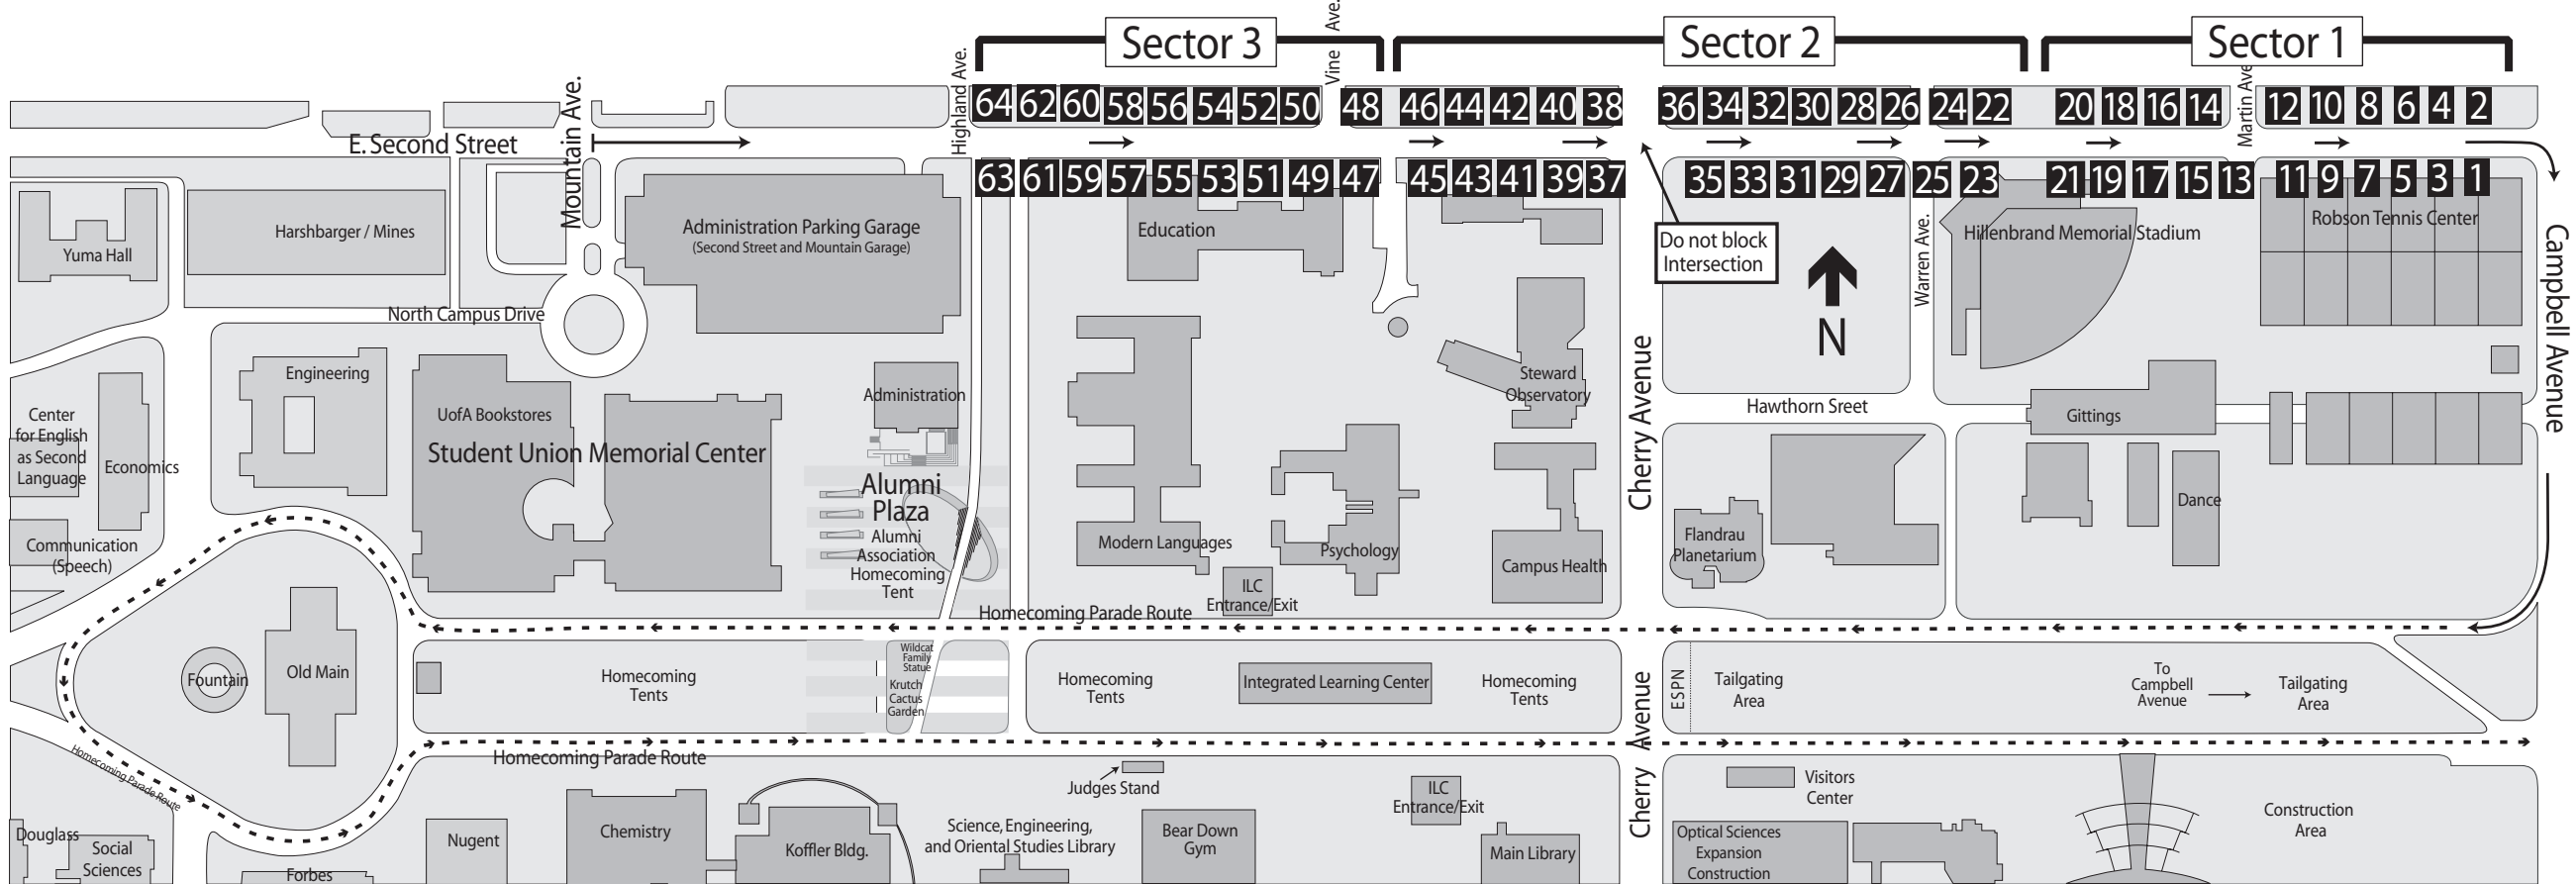 Sector 3
Sector 2
Sector 1
Highland Ave.
Vine Ave.
Martin Ave
64 62 60 58 56 54 52 50 48 46 44 42 40 38 36 34 32 30 28 26 24 22 20 18 16 14 12 10 8 6 4 2
E. Second Street
Mountain Ave.
63 61 59 57 55 53 51 49 47 45 43 41 39 37 35 33 31 29 27 25 23 21 19 17 15 13 11 9 7 5 3 1
Yuma Hall
Harshbarger / Mines
Administration Parking Garage
(Second Street and Mountain Garage)
Education
Do not block
Intersection
N
Warren Ave.
Hillenbrand Memorial Stadium
Robson Tennis Center
Campbell Avenue
North Campus Drive
Engineering
UofA Bookstores
Student Union Memorial Center
Administration
Steward
Observatory
Cherry Avenue
Hawthorn Sreet
Gittings
Center
for English
as Second
Language
Economics
Communication
(Speech)
Alumni
Plaza
Alumni
Association
Homecoming
Tent
Modern Languages
ILC
Entrance/Exit
Psychology
Campus Health
Flandrau
Planetarium
Dance
Homecoming Parade Route
Fountain
Old Main
Homecoming
Tents
Wildcat
Family
Statue
Krutch
Cactus
Garden
Homecoming
Tents
Integrated Learning Center
Homecoming
Tents
Cherry Avenue
ESPN
Tailgating
Area
To
Campbell
Avenue
Tailgating
Area
Homecoming Parade Route
Homecoming Parade Route
Judges Stand
ILC
Entrance/Exit
Visitors
Center
Construction
Area
Douglass
Social
Sciences
Forbes
Nugent
Chemistry
Koffler Bldg.
Science, Engineering,
and Oriental Studies Library
Bear Down
Gym
Main Library
Optical Sciences
Expansion
Construction